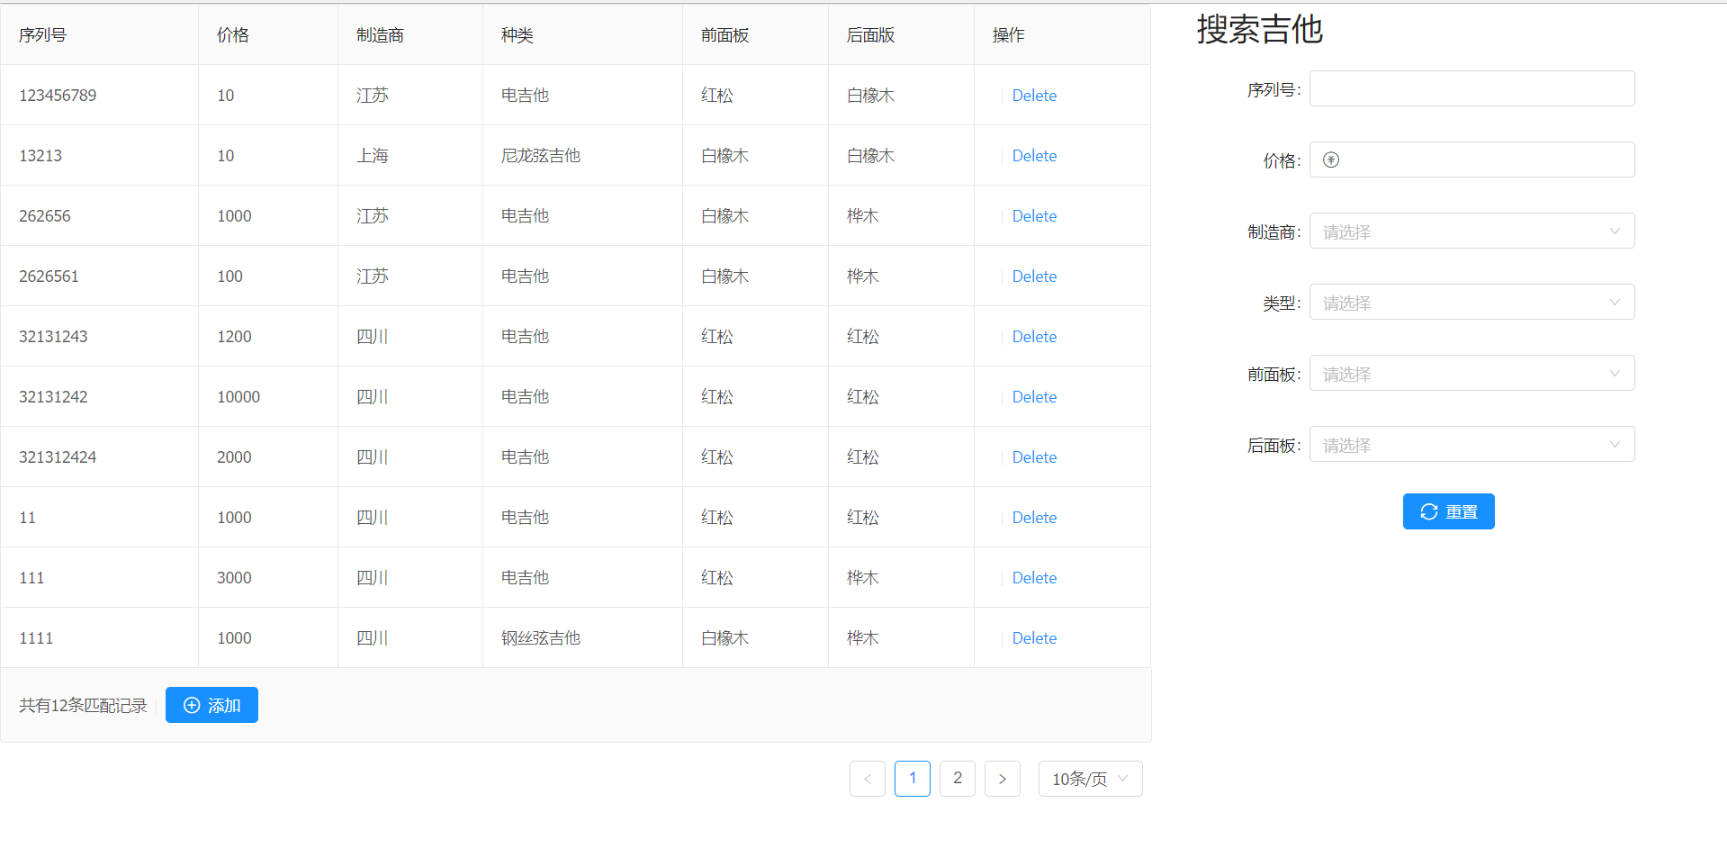 序列号 价格 制造商 种类 前面板 后面版 操作
123456789 10 江苏 电吉他 红松 白橡木 Delete
13213 10 上海 尼龙弦吉他 白橡木 白橡木 Delete
262656 1000 江苏 电吉他 白橡木 桦木 Delete
2626561 100 江苏 电吉他 白橡木 桦木 Delete
32131243 1200 四川 电吉他 红松 红松 Delete
32131242 10000 四川 电吉他 红松 红松 Delete
321312424 2000 四川 电吉他 红松 红松 Delete
11 1000 四川 电吉他 红松 红松 Delete
111 3000 四川 电吉他 红松 桦木 Delete
1111 1000 四川 钢丝弦吉他 白橡木 桦木 Delete
共有12条匹配记录 添加
< 1 2 > 10条/页
搜索吉他
序列号:
价格: ¥
制造商: 请选择
类型: 请选择
前面板: 请选择
后面板: 请选择
重置